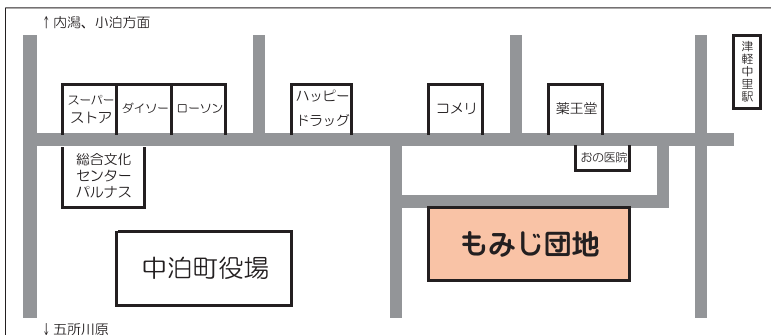 ↑内潟、小泊方面
津軽中里駅
スーパー
ストア
ダイソー
ローソン
ハッピー
ドラッグ
コメリ
薬王堂
総合文化
センター
パルナス
おの医院
中泊町役場
もみじ団地
↓五所川原